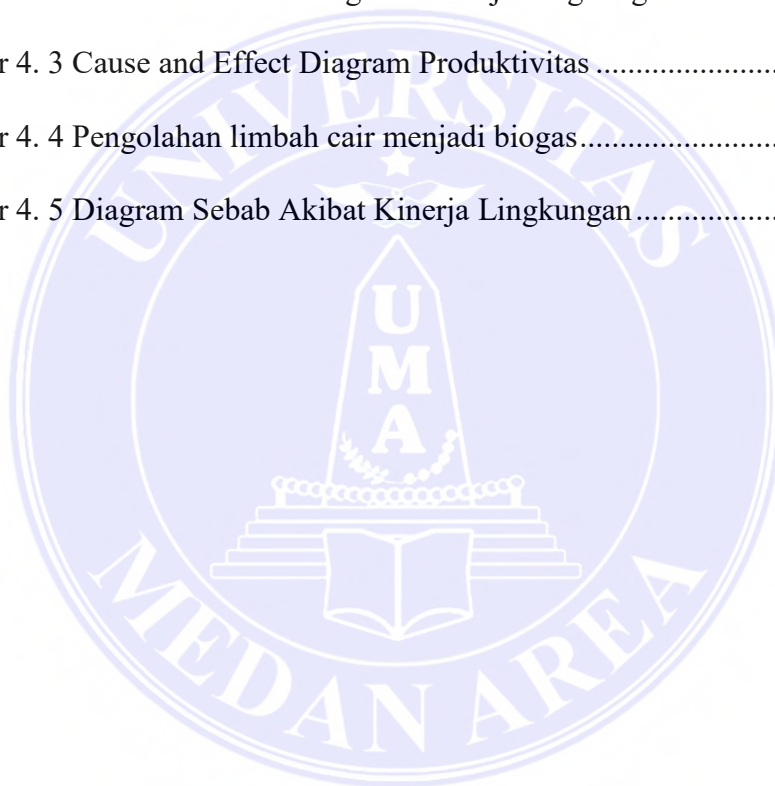 r 4. 3 Cause and Effect Diagram Produktivitas ......................
r 4. 4 Pengolahan limbah cair menjadi biogas........................
r 4. 5 Diagram Sebab Akibat Kinerja Lingkungan .................
UNIVERSITAS
U
M
A
MEDAN AREA